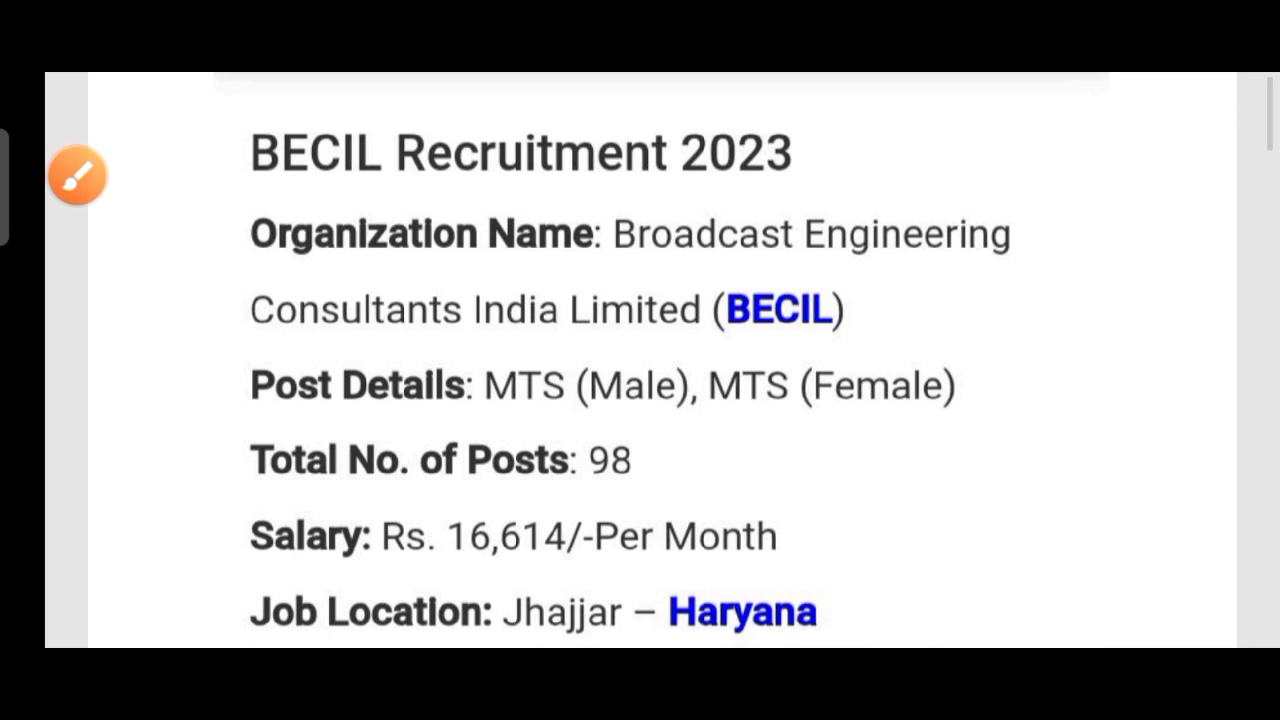 BECIL Recruitment 2023
Organization Name: Broadcast Engineering
Consultants India Limited (BECIL)
Post Details: MTS (Male), MTS (Female)
Total No. of Posts: 98
Salary: Rs. 16,614/-Per Month
Job Location: Jhajjar – Haryana